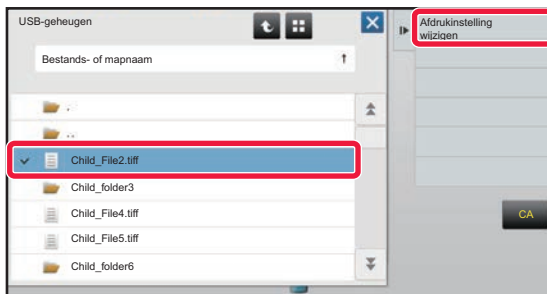 USB-geheugen
Bestands- of mapnaam
.
..
Child_File2.tiff
Child_folder3
Child_File4.tiff
Child_File5.tiff
Child_folder6
Afdrukinstelling
wijzigen
CA